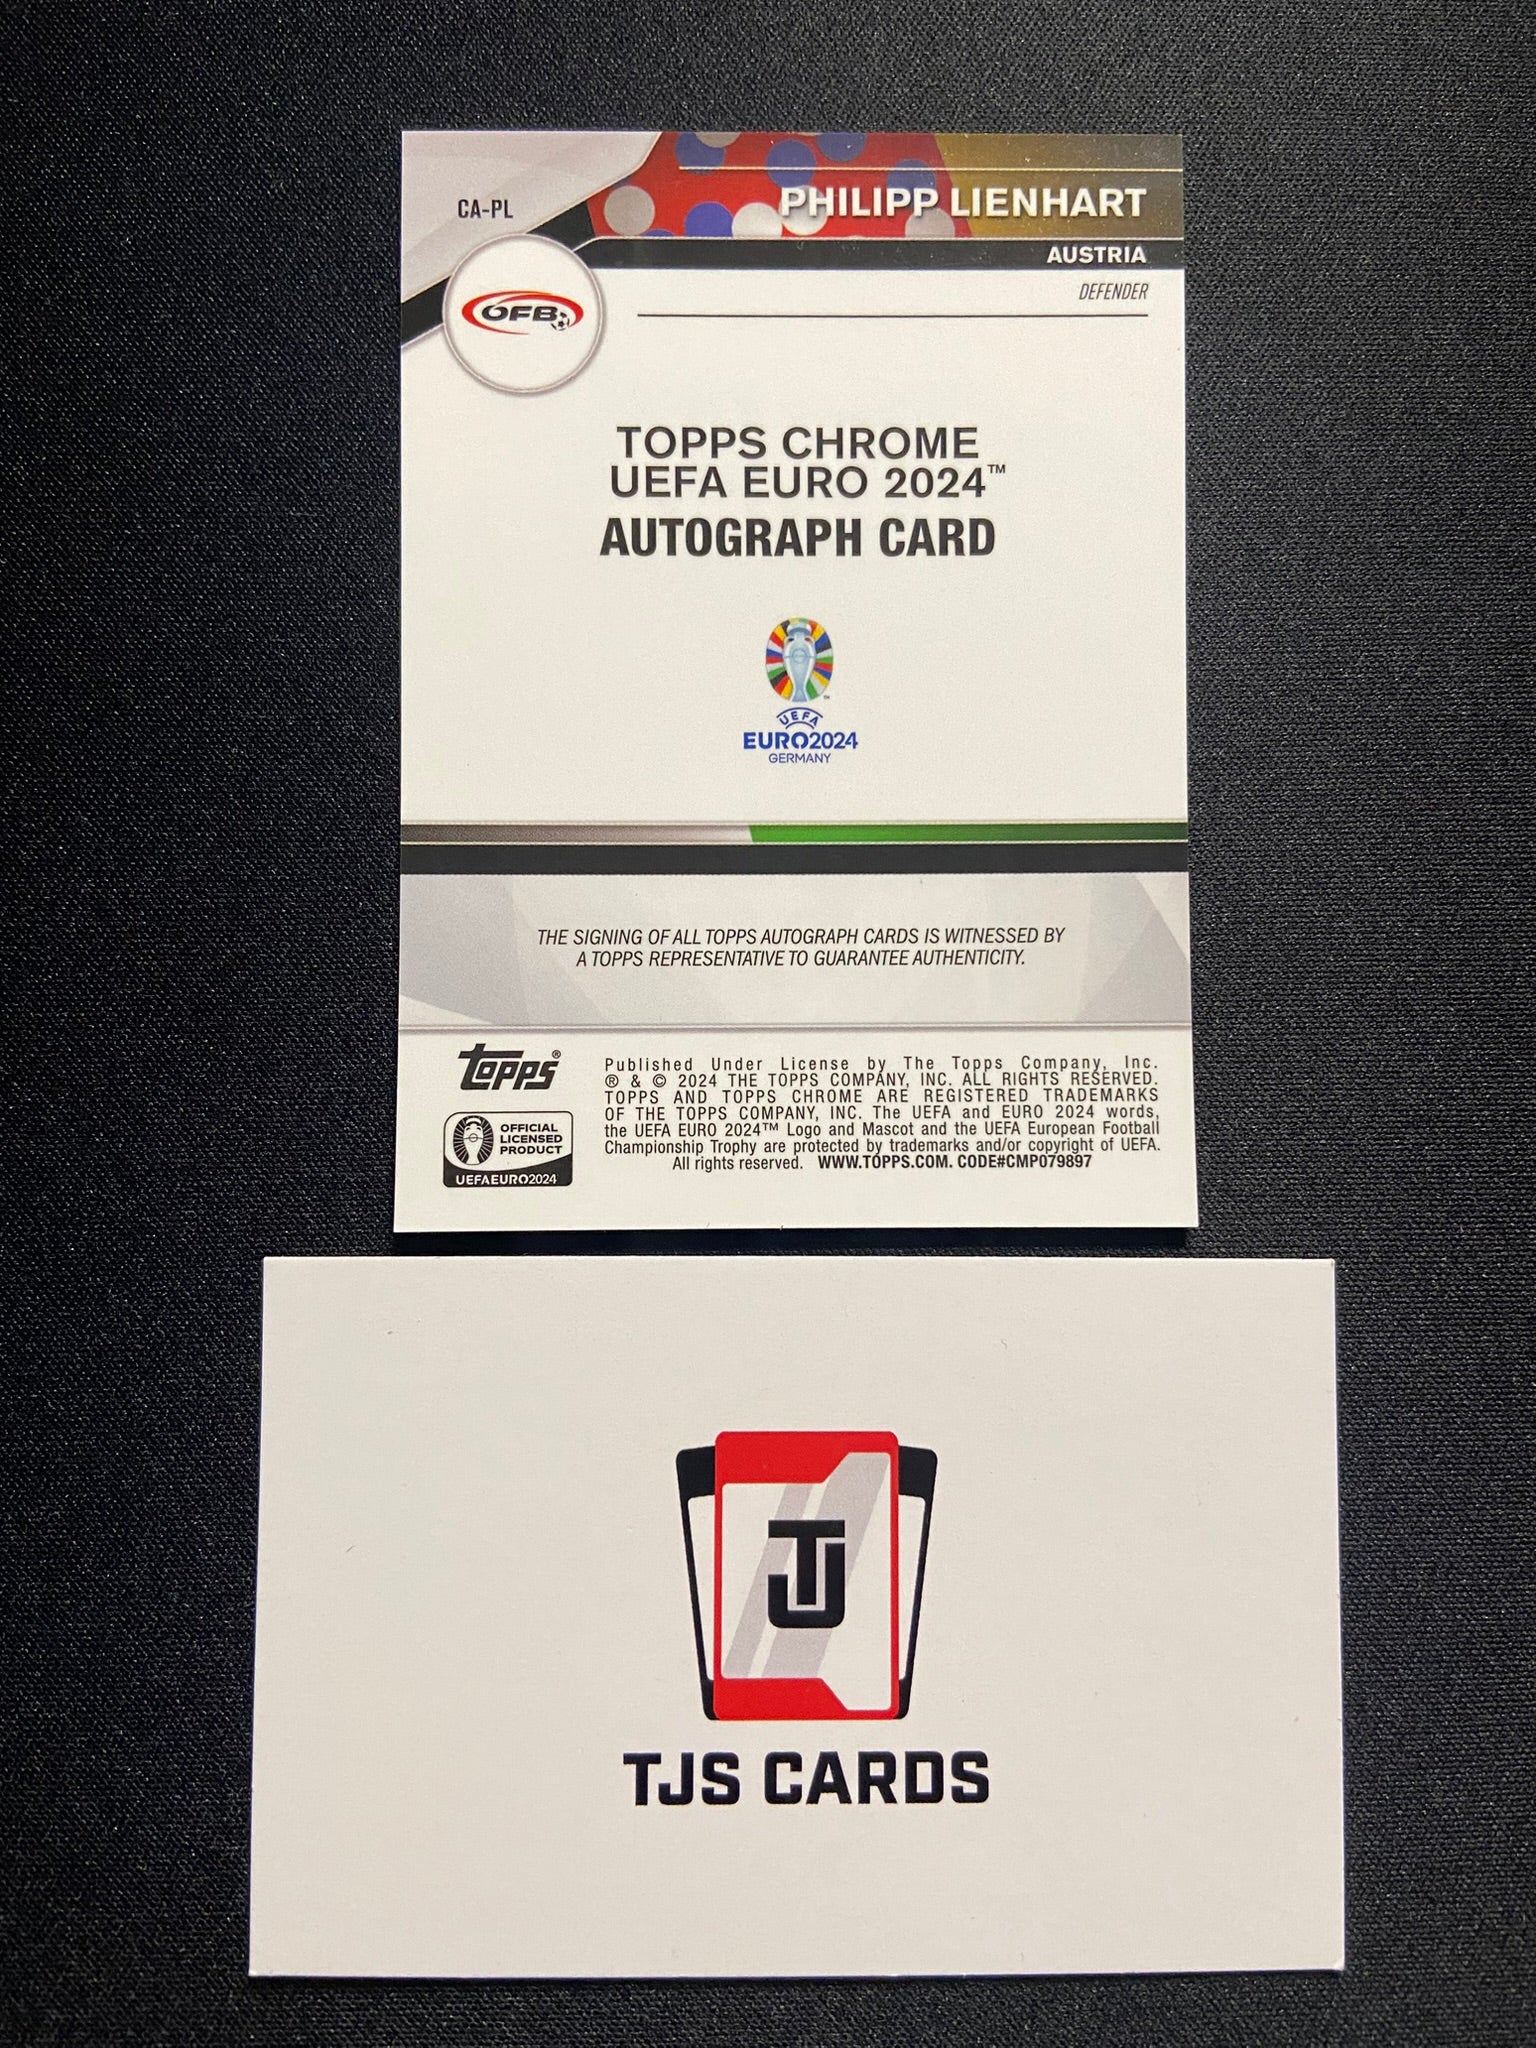 CA-PL
PHILIPP LIENHART
AUSTRIA
DEFENDER
ÖFB
TOPPS CHROME
UEFA EURO 2024™
AUTOGRAPH CARD
UEFA
EURO2024
GERMANY
THE SIGNING OF ALL TOPPS AUTOGRAPH CARDS IS WITNESSED BY
A TOPPS REPRESENTATIVE TO GUARANTEE AUTHENTICITY.
topps®
OFFICIAL
LICENSED
PRODUCT
UEFAEURO2024
Published Under License by The Topps Company, Inc.
® & © 2024 THE TOPPS COMPANY, INC. ALL RIGHTS RESERVED.
TOPPS AND TOPPS CHROME ARE REGISTERED TRADEMARKS
OF THE TOPPS COMPANY, INC. The UEFA and EURO 2024 words,
the UEFA EURO 2024™ Logo and Mascot and the UEFA European Football
Championship Trophy are protected by trademarks and/or copyright of UEFA.
All rights reserved. WWW.TOPPS.COM. CODE#CMP079897
TJ
TJS CARDS